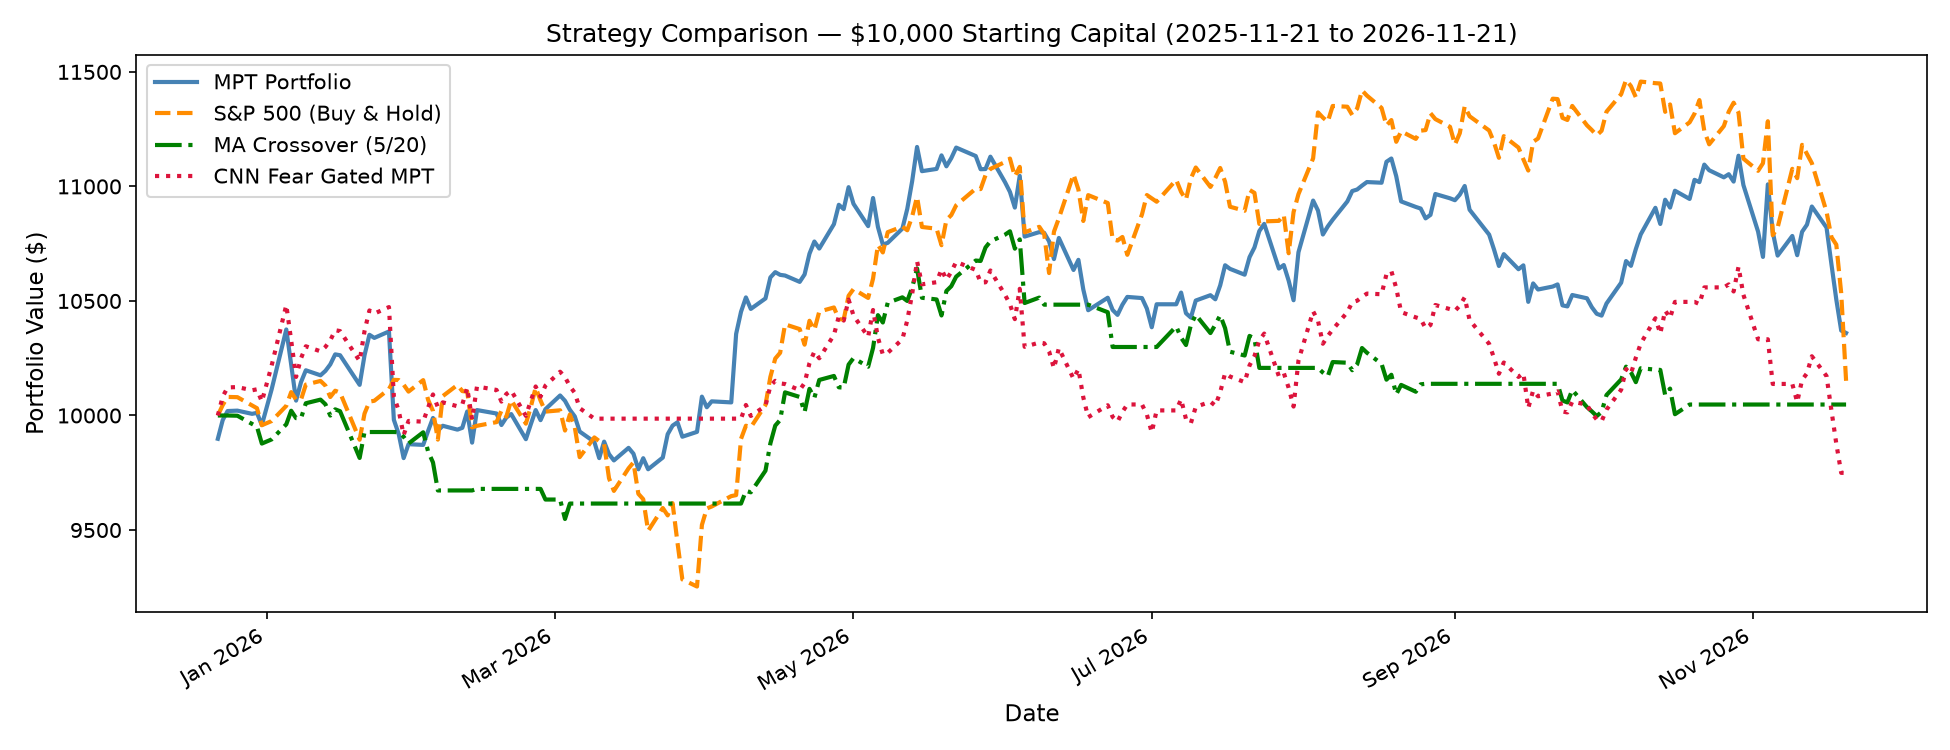 Strategy Comparison — $10,000 Starting Capital (2025-11-21 to 2026-11-21)
MPT Portfolio
S&P 500 (Buy & Hold)
MA Crossover (5/20)
CNN Fear Gated MPT
Portfolio Value ($)
11500
11000
10500
10000
9500
Jan 2026
Mar 2026
May 2026
Jul 2026
Sep 2026
Nov 2026
Date